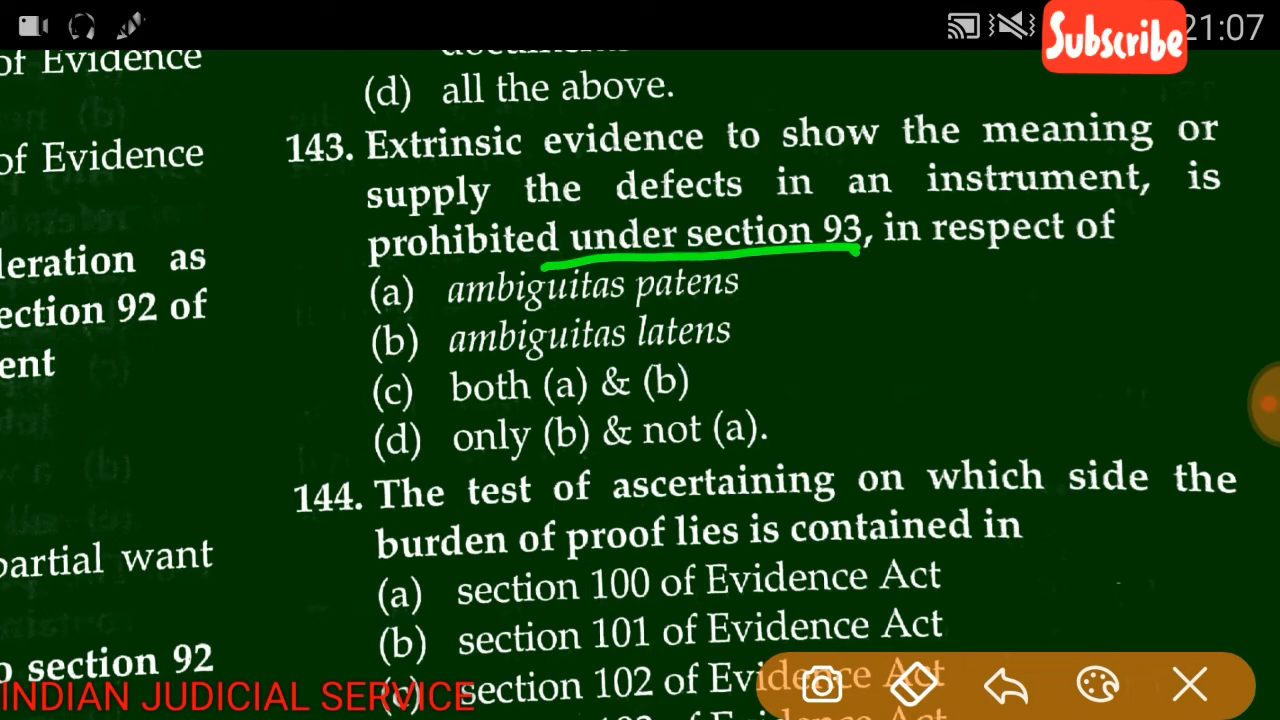 21:07
Subscribe
of Evidence
of Evidence
leration as
ection 92 of
ent
partial want
o section 92
(d) all the above.
143. Extrinsic evidence to show the meaning or
supply the defects in an instrument, is
prohibited under section 93, in respect of
(a) ambiguitas patens
(b) ambiguitas latens
(c) both (a) & (b)
(d) only (b) & not (a).
144. The test of ascertaining on which side the
burden of proof lies is contained in
(a) section 100 of Evidence Act
(b) section 101 of Evidence Act
(c) section 102 of Evidence Act
INDIAN JUDICIAL SERVICE